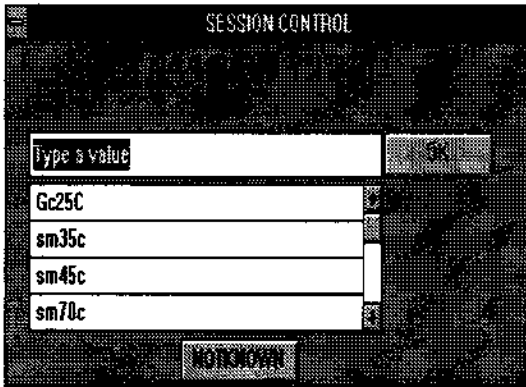 SESSION CONTROL
Type a value OK
Gc25C
sm35c
sm45c
sm70c
NOTKNOWN